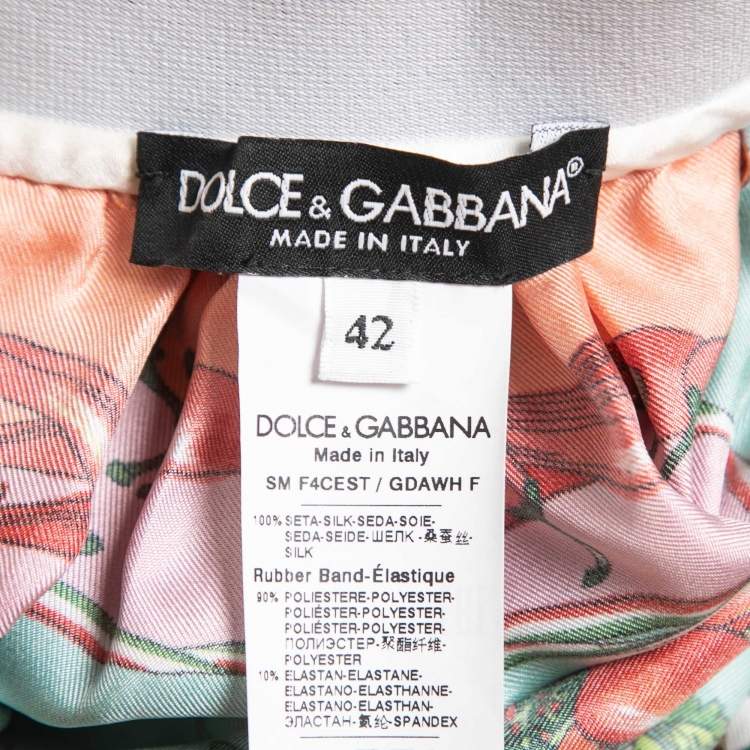 DOLCE & GABBANA®
MADE IN ITALY
42
DOLCE & GABBANA
Made in Italy
SM F4CEST / GDAWH F
100% SETA-SILK-SEDA-SOIE-
SEDA-SEIDE-ШЕЛК-桑蚕丝-
SILK
Rubber Band-Élastique
90% POLIESTERE-POLYESTER-
POLIÉSTER-POLYESTER-
POLIÉSTER-POLYESTER-
ПОЛИЭСТЕР-聚酯纤维-
POLYESTER
10% ELASTAN-ELASTANE-
ELASTANO-ELASTHANNE-
ELASTANO-ELASTHAN-
ЭЛАСТАН-氨纶-SPANDEX